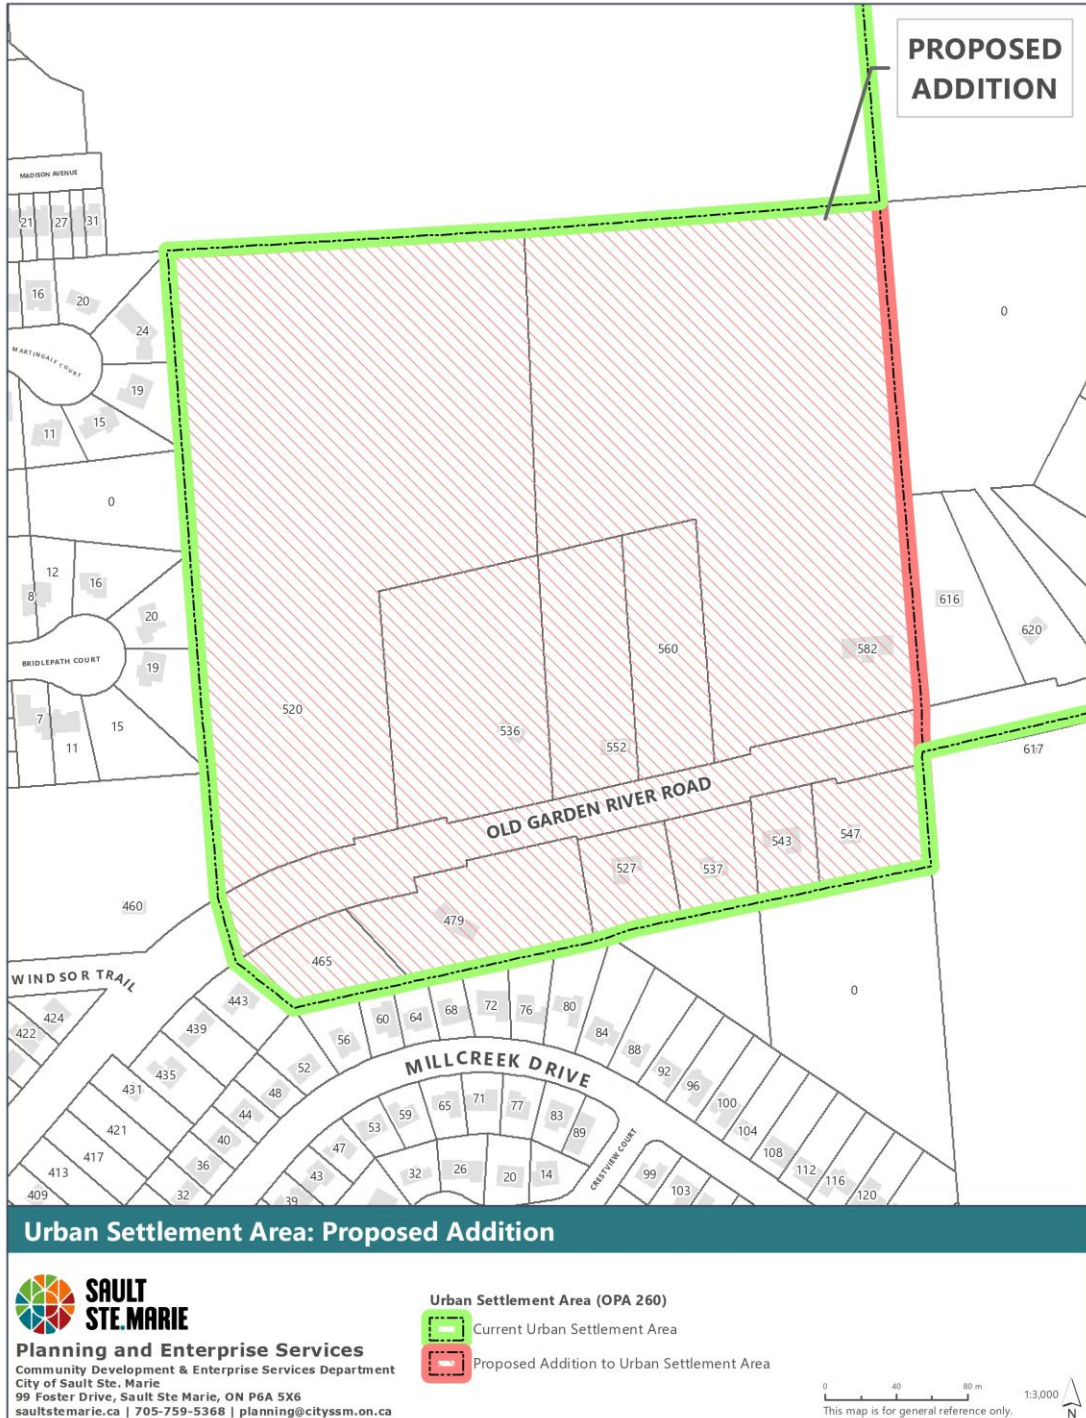 PROPOSED
ADDITION
MADISON AVENUE
21 27 31
16 20 24
MARTINGALE COURT
19
11 15
0
0
12
8 16
20
BRIDLEPATH COURT
19
7 11 15
520
536
552
560
582
616
620
617
OLD GARDEN RIVER ROAD
527 537 543 547
479
465
460
0
WINDSOR TRAIL
424
422
443
439
435
431
421
417
413
409
56 60 64 68 72 76 80
84 88 92 96 100 104 108 112 116 120
MILLCREEK DRIVE
52
48
44
40
36
32
39 43 47 53 59 65 71 77 83 89
32 26 20 14
CRESTVIEW COURT
99 103
Urban Settlement Area: Proposed Addition
SAULT
STE.MARIE
Planning and Enterprise Services
Community Development & Enterprise Services Department
City of Sault Ste. Marie
99 Foster Drive, Sault Ste Marie, ON P6A 5X6
saultstemarie.ca | 705-759-5368 | planning@cityssm.on.ca
Urban Settlement Area (OPA 260)
Current Urban Settlement Area
Proposed Addition to Urban Settlement Area
0 40 80 m
1:3,000
N
This map is for general reference only.